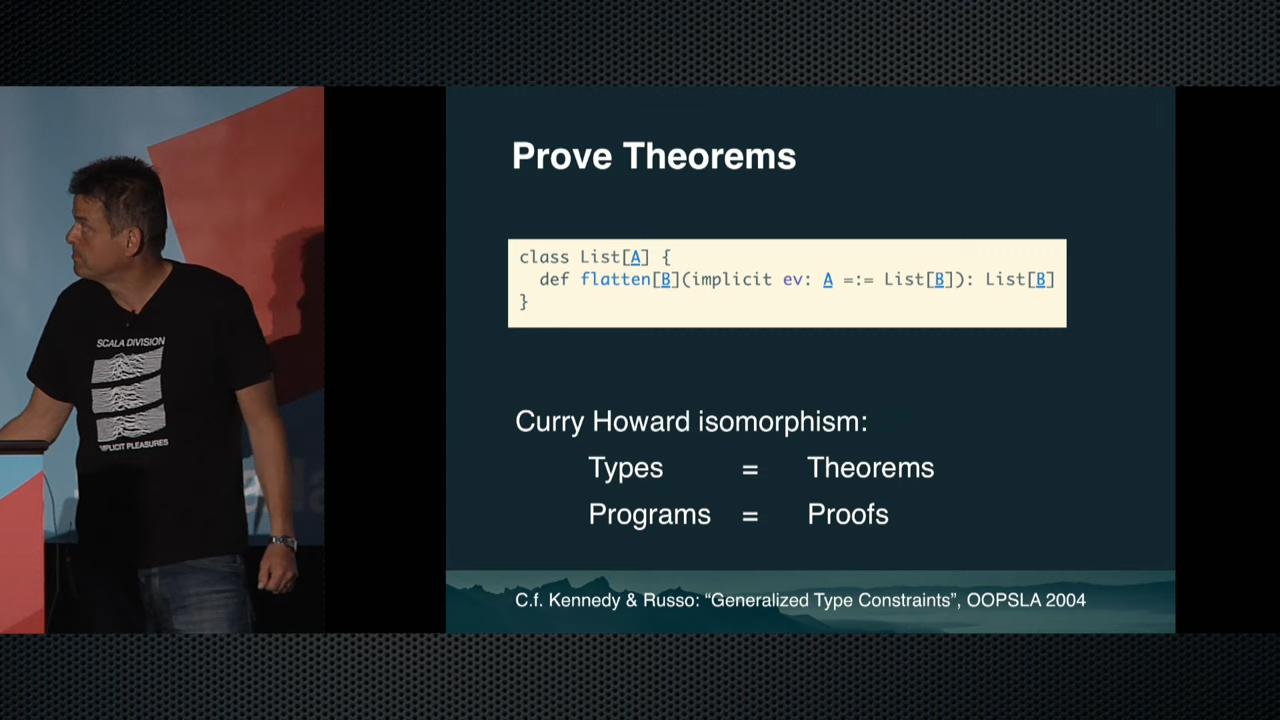 SCALA DIVISION
Prove Theorems
class List[A] {
def flatten[B](implicit ev: A =:= List[B]): List[B]
}
Curry Howard isomorphism:
Types = Theorems
Programs = Proofs
C.f. Kennedy & Russo: “Generalized Type Constraints”, OOPSLA 2004
PLEASURES